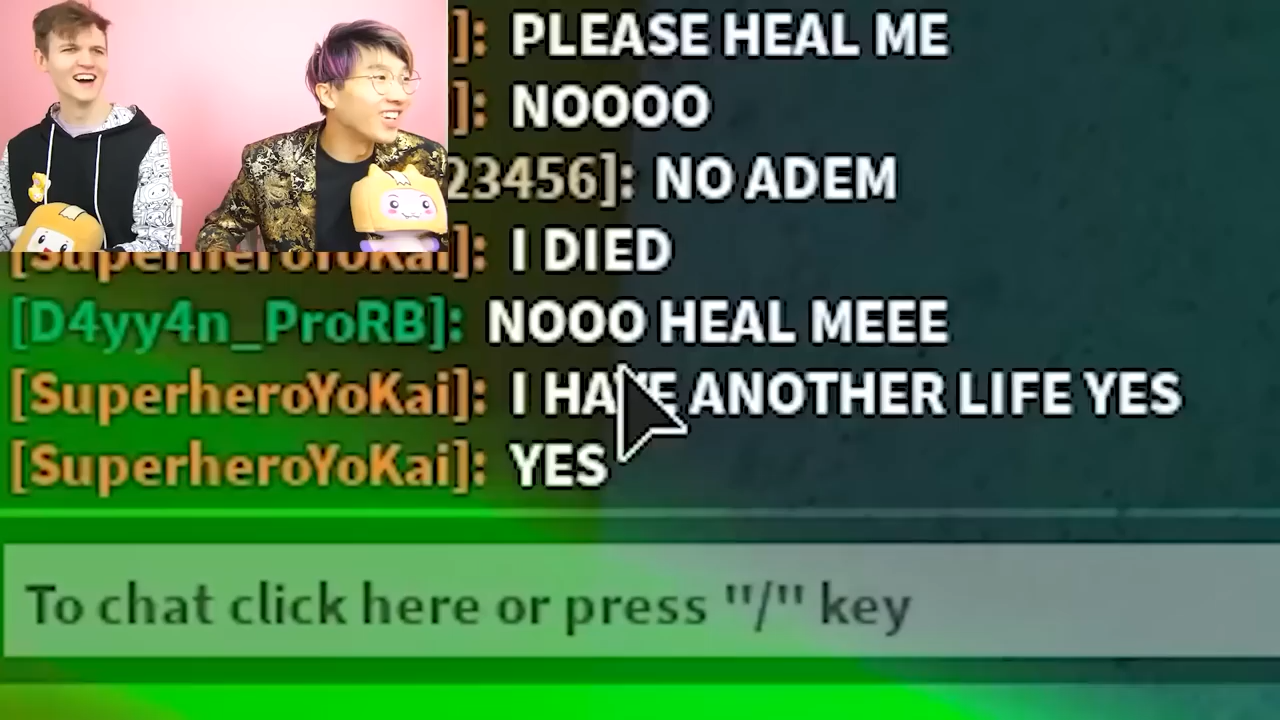 ]: PLEASE HEAL ME
]: NOOOO
23456]: NO ADEM
[SuperheroYoKai]: I DIED
[D4yy4n_ProRB]: NOOO HEAL MEEE
[SuperheroYoKai]: I HAVE ANOTHER LIFE YES
[SuperheroYoKai]: YES
To chat click here or press "/" key